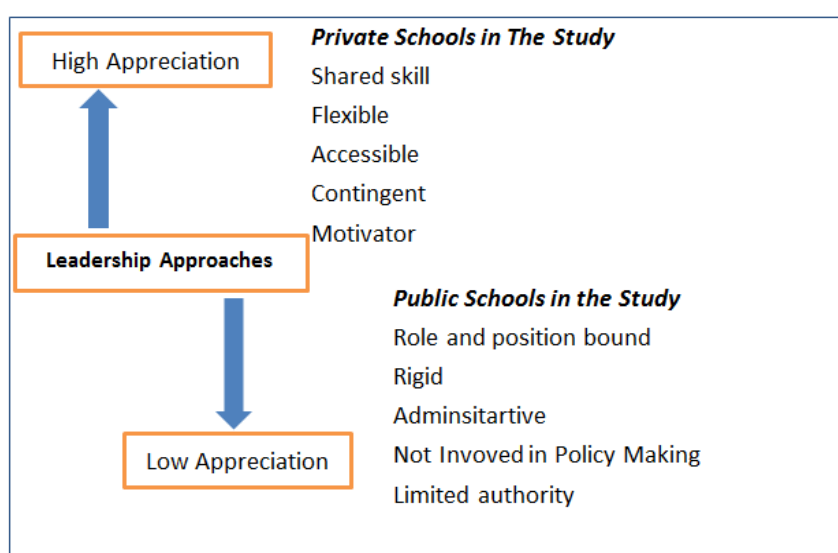 High Appreciation
Private Schools in The Study
Shared skill
Flexible
Accessible
Contingent
Motivator
Leadership Approaches
Public Schools in the Study
Role and position bound
Rigid
Adminsitartive
Not Invoved in Policy Making
Limited authority
Low Appreciation